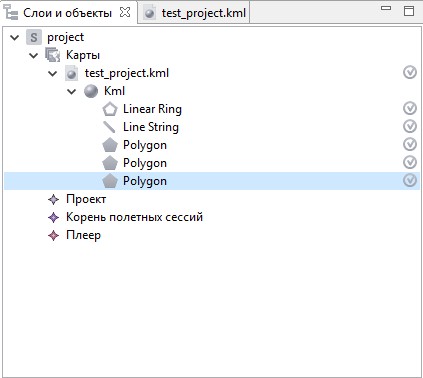 Слои и объекты test_project.kml
S project
Карты
test_project.kml
Kml
Linear Ring
Line String
Polygon
Polygon
Polygon
Проект
Корень полетных сессий
Плеер